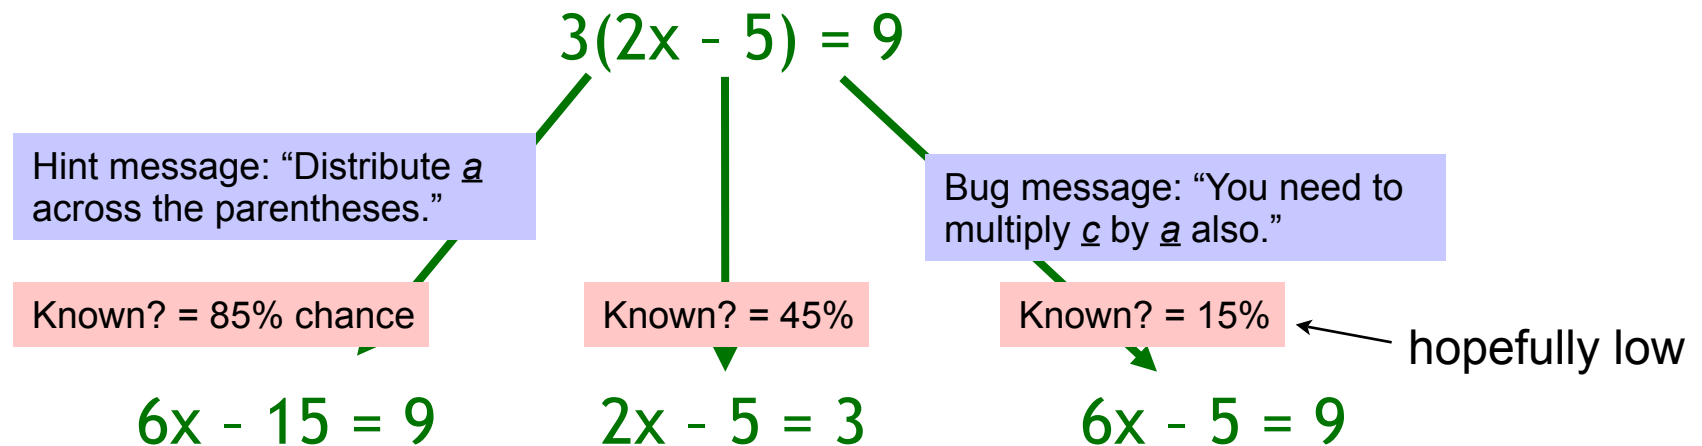 3(2x - 5) = 9
Hint message: “Distribute a
across the parentheses.”
Bug message: “You need to
multiply c by a also.”
Known? = 85% chance
Known? = 45%
Known? = 15%
hopefully low
6x - 15 = 9
2x - 5 = 3
6x - 5 = 9